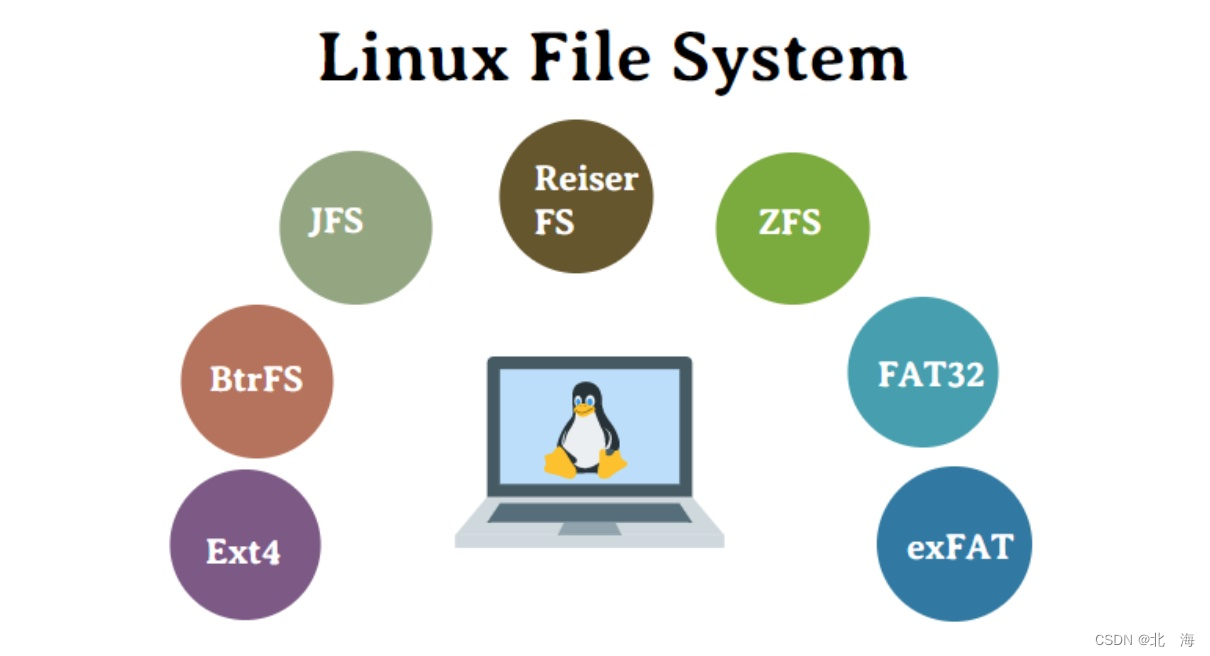 Linux File System
JFS
Reiser
FS
ZFS
BtrFS
FAT32
Ext4
exFAT
CSDN @北 海